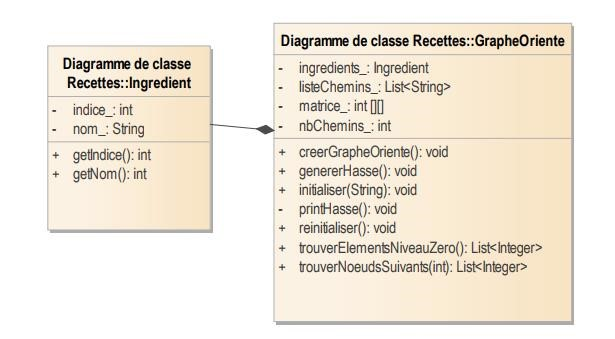 Diagramme de classe
Recettes::Ingredient
- indice_: int
- nom_: String
+ getIndice(): int
+ getNom(): int
Diagramme de classe Recettes::GrapheOriente
- ingredients_: Ingredient
- listeChemins_: List<String>
- matrice_: int [][]
- nbChemins_: int
+ creerGrapheOriente(): void
+ genererHasse(): void
+ initialiser(String): void
- printHasse(): void
+ reinitialiser(): void
+ trouverElementsNiveauZero(): List<Integer>
+ trouverNoeudsSuivants(int): List<Integer>